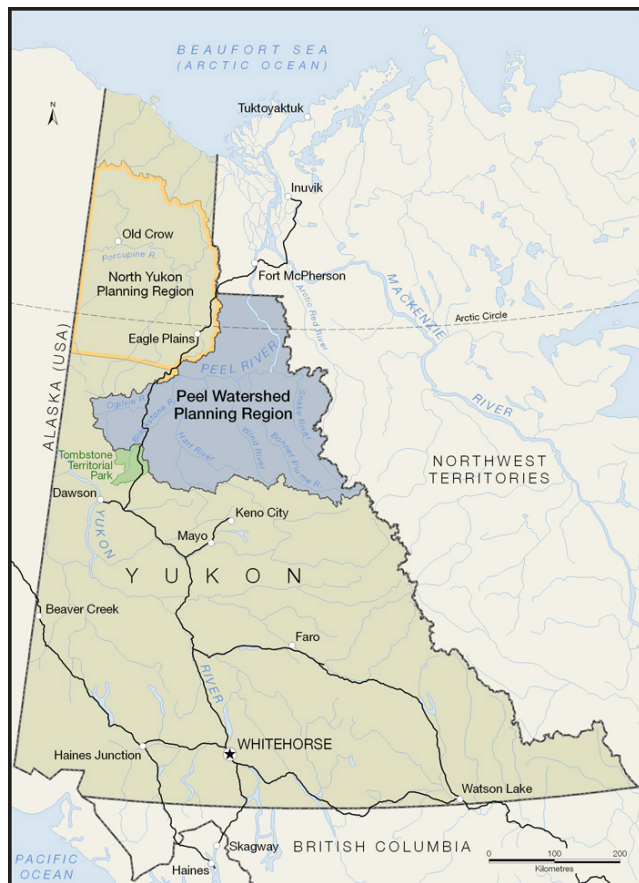 BEAUFORT SEA
(ARCTIC OCEAN)
N
Tuktoyaktuk
Inuvik
Old Crow
Porcupine R.
North Yukon
Planning Region
Fort McPherson
MACKENZIE
RIVER
Arctic Red River
Arctic Circle
Eagle Plains
ALASKA (USA)
PEEL RIVER
Peel Watershed
Planning Region
Ogilvie R.
Blackstone R.
Hart River
Wind River
Bonnet Plume R.
Snake River
NORTHWEST
TERRITORIES
Tombstone
Territorial
Park
Dawson
YUKON
RIVER
Keno City
Mayo
YUKON
Beaver Creek
Faro
WHITEHORSE
Haines Junction
Watson Lake
Skagway
BRITISH COLUMBIA
Haines
PACIFIC
OCEAN
0 100 200
Kilometres